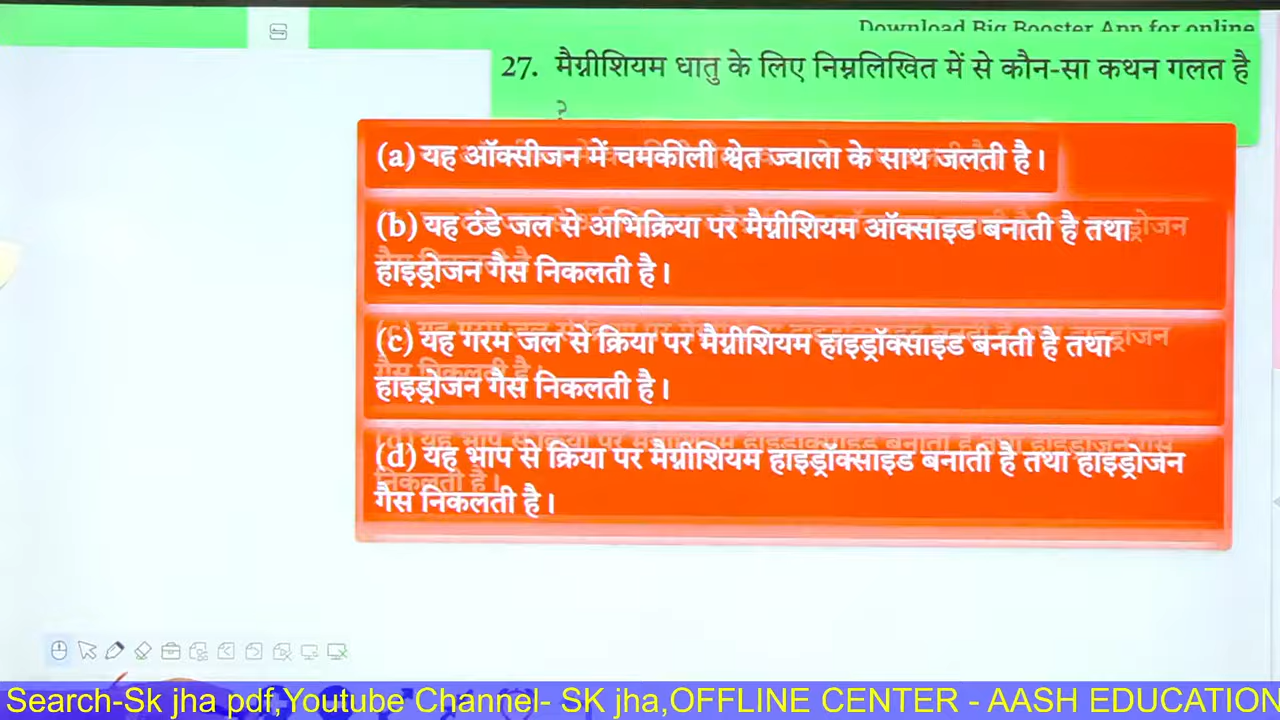 Download Big Booster App for online
27. मैग्नीशियम धातु के लिए निम्नलिखित में से कौन-सा कथन गलत है
?
(a) यह ऑक्सीजन में चमकीली श्वेत ज्वाला के साथ जलती है।
(b) यह ठंडे जल से अभिक्रिया पर मैग्नीशियम ऑक्साइड बनाती है तथा
हाइड्रोजन गैस निकलती है।
(c) यह गरम जल से क्रिया पर मैग्नीशियम हाइड्रॉक्साइड बनती है तथा
हाइड्रोजन गैस निकलती है।
(d) यह भाप से क्रिया पर मैग्नीशियम हाइड्रॉक्साइड बनाती है तथा हाइड्रोजन
गैस निकलती है।
Search-Sk jha pdf,Youtube Channel- SK jha,OFFLINE CENTER - AASH EDUCATION